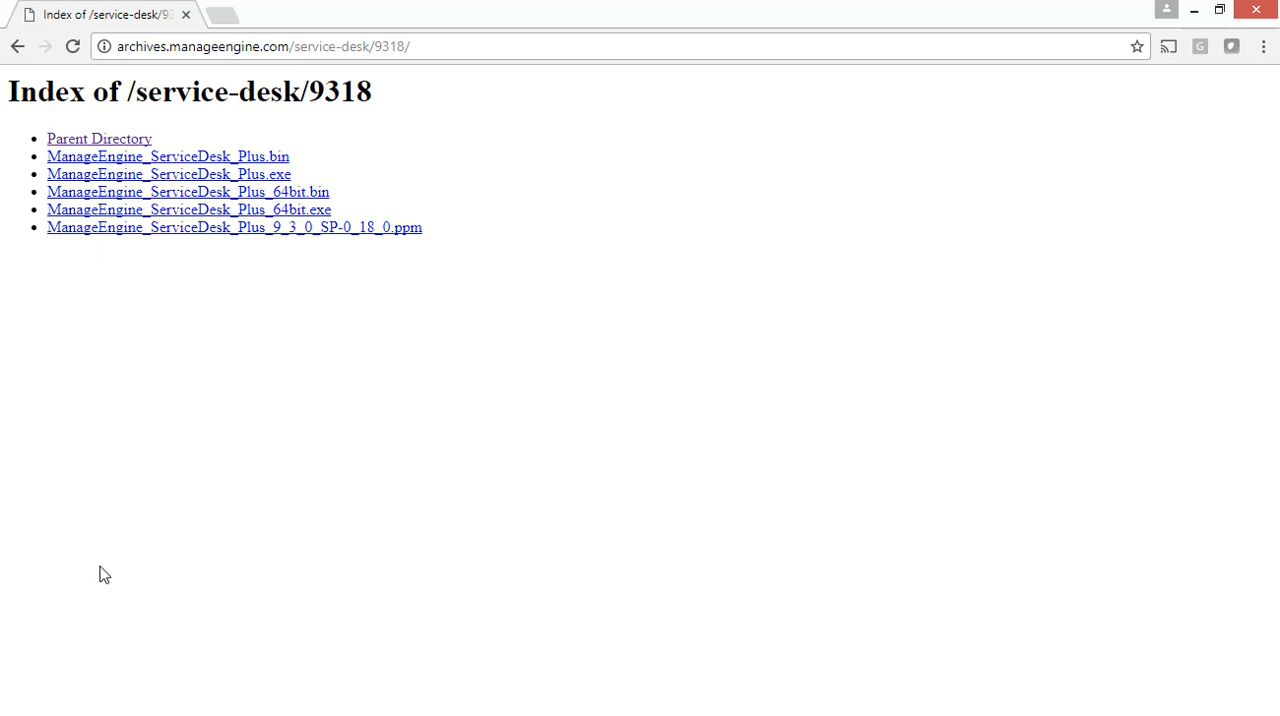 Index of /service-desk/93
archives.manageengine.com/service-desk/9318/
G
Index of /service-desk/9318
Parent Directory
ManageEngine_ServiceDesk_Plus.bin
ManageEngine_ServiceDesk_Plus.exe
ManageEngine_ServiceDesk_Plus_64bit.bin
ManageEngine_ServiceDesk_Plus_64bit.exe
ManageEngine_ServiceDesk_Plus_9_3_0_SP-0_18_0.ppm